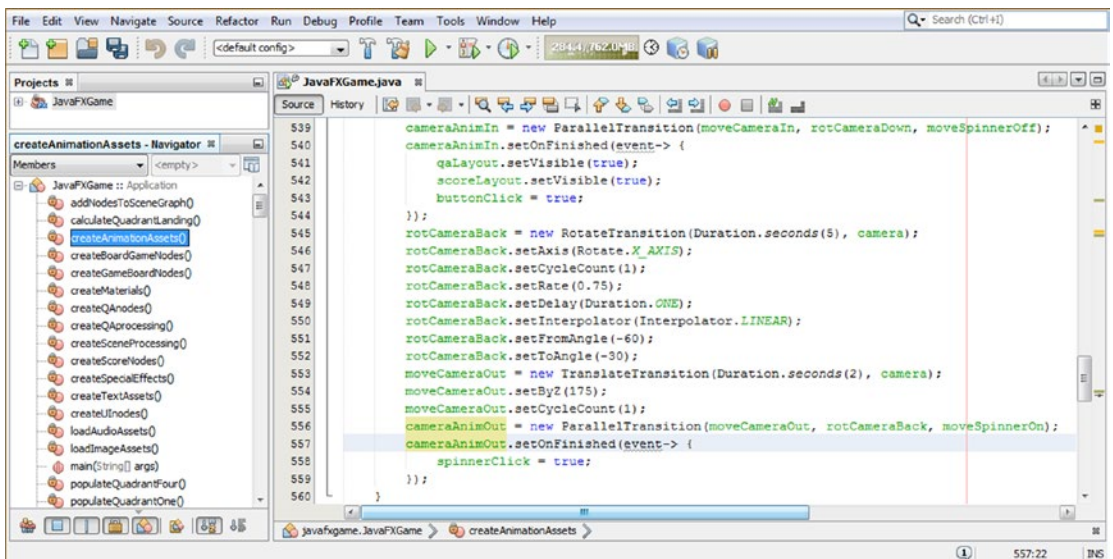 File Edit View Navigate Source Refactor Run Debug Profile Team Tools Window Help
Search (Ctrl+I)
<default config>
284.4/762.0MB
Projects
JavaFXGame
createAnimationAssets - Navigator
Members
<empty>
JavaFXGame :: Application
addNodesToSceneGraph()
calculateQuadrantLanding()
createAnimationAssets()
createBoardGameNodes()
createGameBoardNodes()
createMaterials()
createQAnodes()
createQAprocessing()
createSceneProcessing()
createScoreNodes()
createSpecialEffects()
createTextAssets()
createUInodes()
loadAudioAssets()
loadImageAssets()
main(String[] args)
populateQuadrantFour()
populateQuadrantOne()
JavaFXGame.java
Source History
539 cameraAnimIn = new ParallelTransition(moveCameraIn, rotCameraDown, moveSpinnerOff);
540 cameraAnimIn.setOnFinished(event-> {
541 qaLayout.setVisible(true);
542 scoreLayout.setVisible(true);
543 buttonClick = true;
544 });
545 rotCameraBack = new RotateTransition(Duration.seconds(5), camera);
546 rotCameraBack.setAxis(Rotate.X_AXIS);
547 rotCameraBack.setCycleCount(1);
548 rotCameraBack.setRate(0.75);
549 rotCameraBack.setDelay(Duration.ONE);
550 rotCameraBack.setInterpolator(Interpolator.LINEAR);
551 rotCameraBack.setFromAngle(-60);
552 rotCameraBack.setToAngle(-30);
553 moveCameraOut = new TranslateTransition(Duration.seconds(2), camera);
554 moveCameraOut.setByZ(175);
555 moveCameraOut.setCycleCount(1);
556 cameraAnimOut = new ParallelTransition(moveCameraOut, rotCameraBack, moveSpinnerOn);
557 cameraAnimOut.setOnFinished(event-> {
558 spinnerClick = true;
559 });
560 }
javafxgame.JavaFXGame
createAnimationAssets
1
557:22
INS